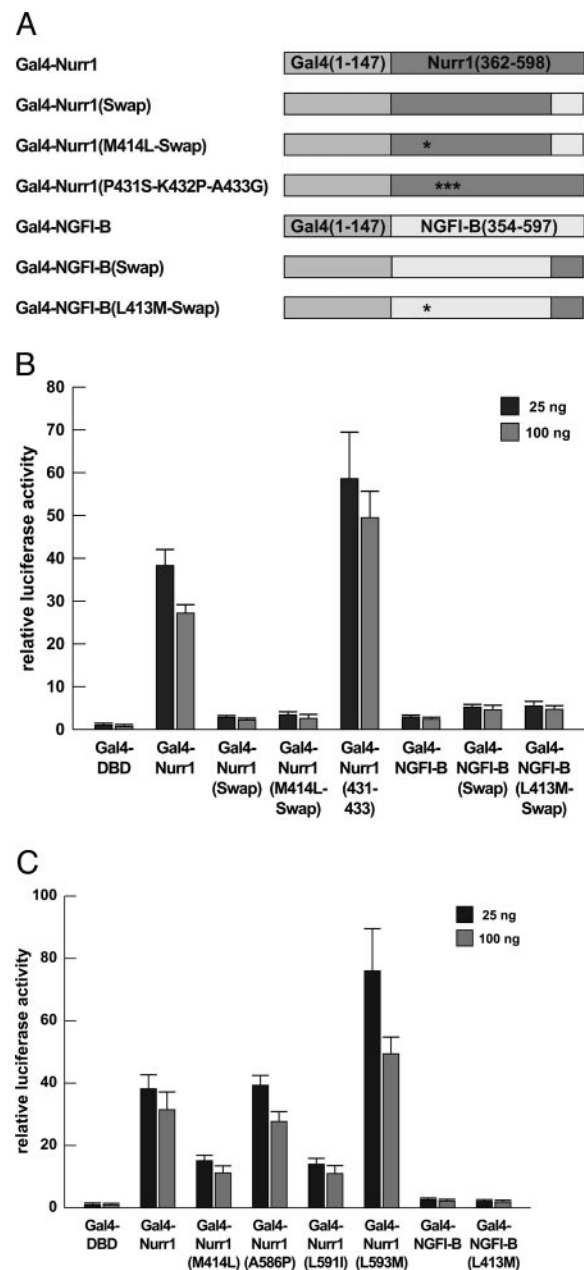 A
Gal4-Nurr1
Gal4(1-147)
Nurr1(362-598)
Gal4-Nurr1(Swap)
Gal4-Nurr1(M414L-Swap)
*
Gal4-Nurr1(P431S-K432P-A433G)
***
Gal4-NGFI-B
Gal4(1-147)
NGFI-B(354-597)
Gal4-NGFI-B(Swap)
Gal4-NGFI-B(L413M-Swap)
*
B
relative luciferase activity
80
70
60
50
40
30
20
10
0
25 ng
100 ng
Gal4-
DBD
Gal4-
Nurr1
Gal4-
Nurr1
(Swap)
Gal4-
Nurr1
(M414L-
Swap)
Gal4-
Nurr1
(431-
433)
Gal4-
NGFI-B
Gal4-
NGFI-B
(Swap)
Gal4-
NGFI-B
(L413M-
Swap)
C
relative luciferase activity
100
80
60
40
20
0
25 ng
100 ng
Gal4-
DBD
Gal4-
Nurr1
Gal4-
Nurr1
(M414L)
Gal4-
Nurr1
(A586P)
Gal4-
Nurr1
(L591I)
Gal4-
Nurr1
(L593M)
Gal4-
NGFI-B
Gal4-
NGFI-B
(L413M)